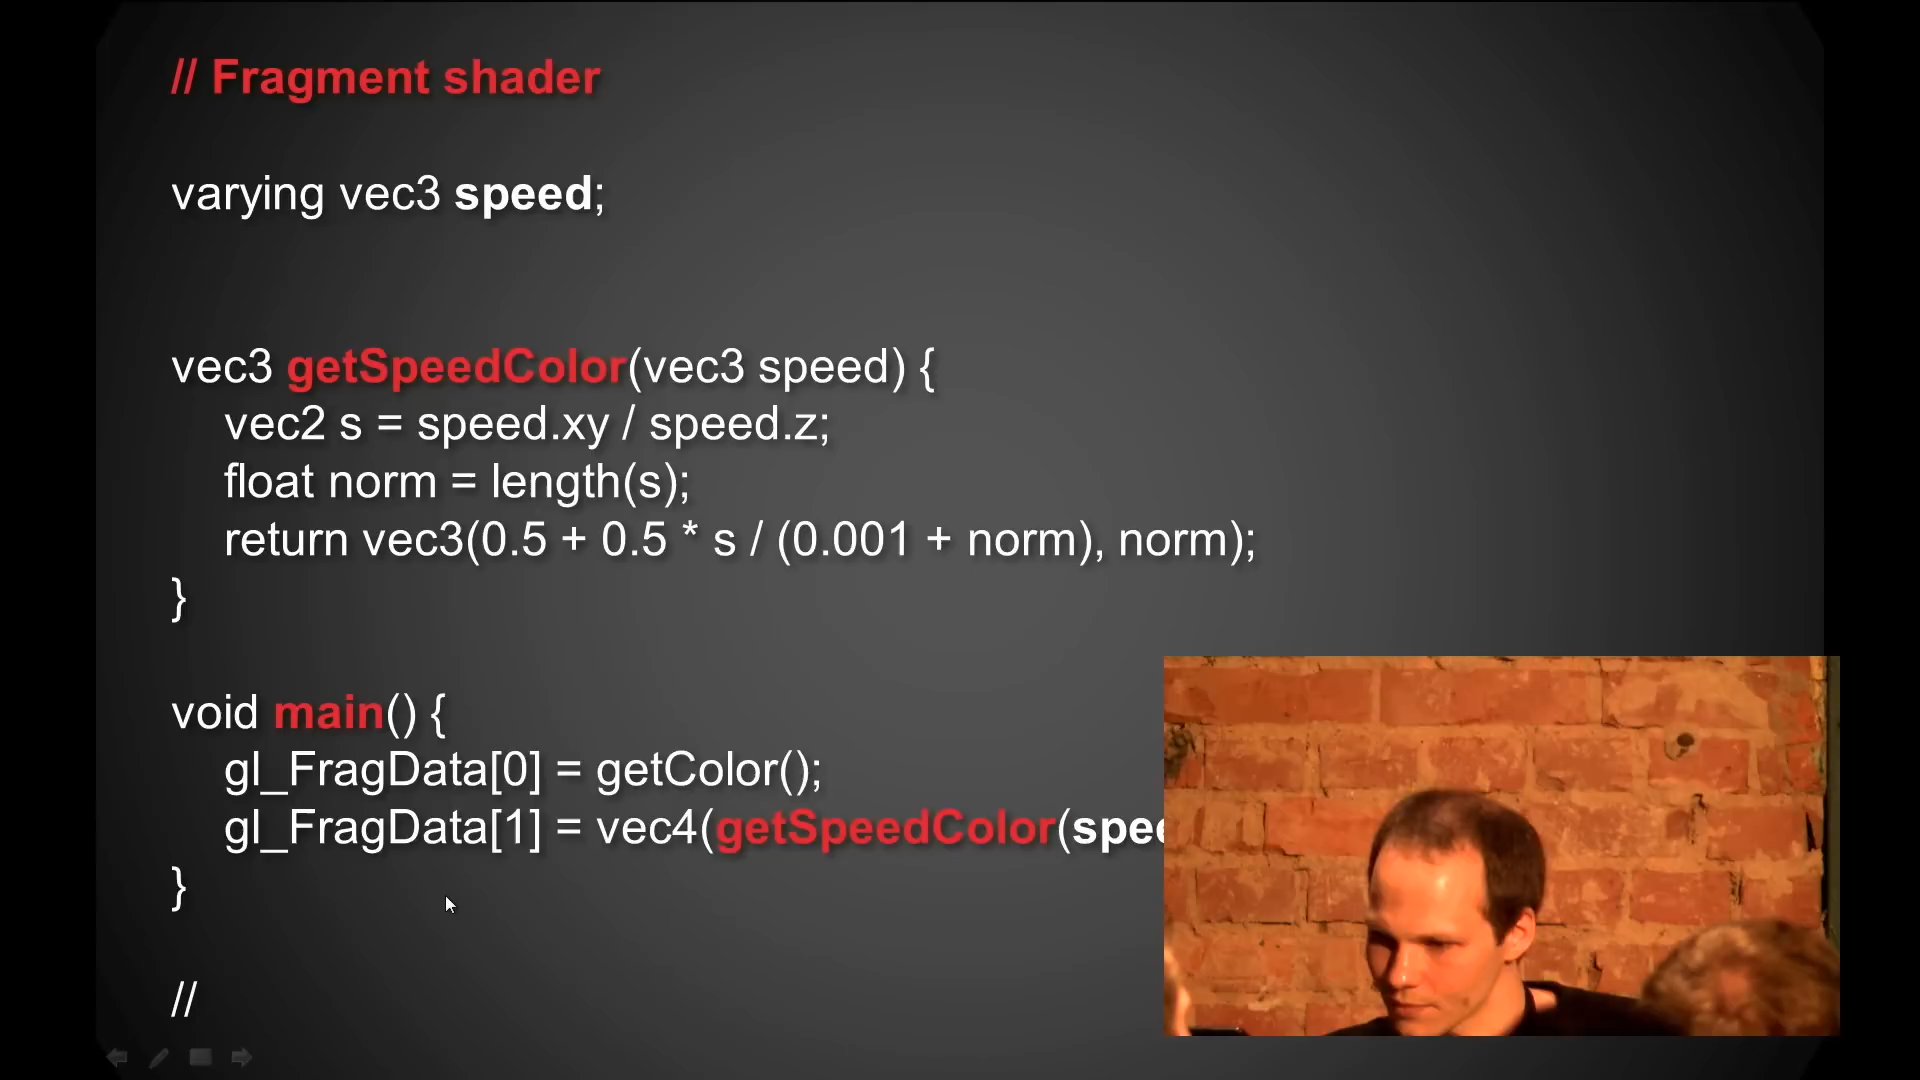 // Fragment shader
varying vec3 speed;
vec3 getSpeedColor(vec3 speed) {
vec2 s = speed.xy / speed.z;
float norm = length(s);
return vec3(0.5 + 0.5 * s / (0.001 + norm), norm);
}
void main() {
gl_FragData[0] = getColor();
gl_FragData[1] = vec4(getSpeedColor(
}
//